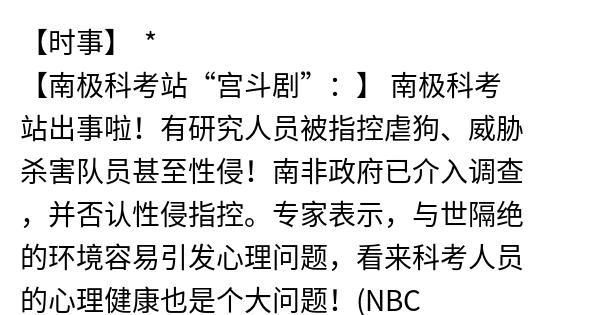 【时事】 *
【南极科考站“宫斗剧”：】 南极科考
站出事啦！有研究人员被指控虐狗、威胁
杀害队员甚至性侵！南非政府已介入调查
，并否认性侵指控。专家表示，与世隔绝
的环境容易引发心理问题，看来科考人员
的心理健康也是个大问题！(NBC